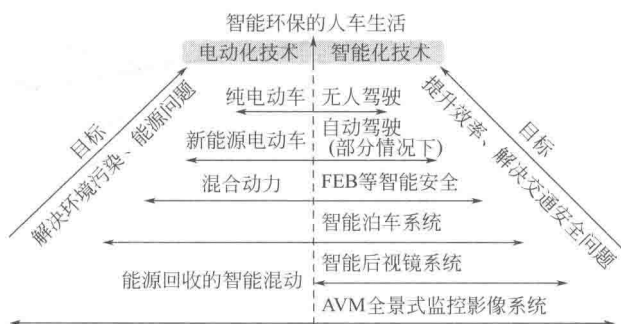 智能环保的人车生活
电动化技术 智能化技术
纯电动车 无人驾驶
新能源电动车 自动驾驶
(部分情况下)
混合动力 FEB等智能安全
智能泊车系统
智能后视镜系统
能源回收的智能混动
AVM全景式监控影像系统
目标
解决环境污染、能源问题
目标
提升效率、解决交通安全问题